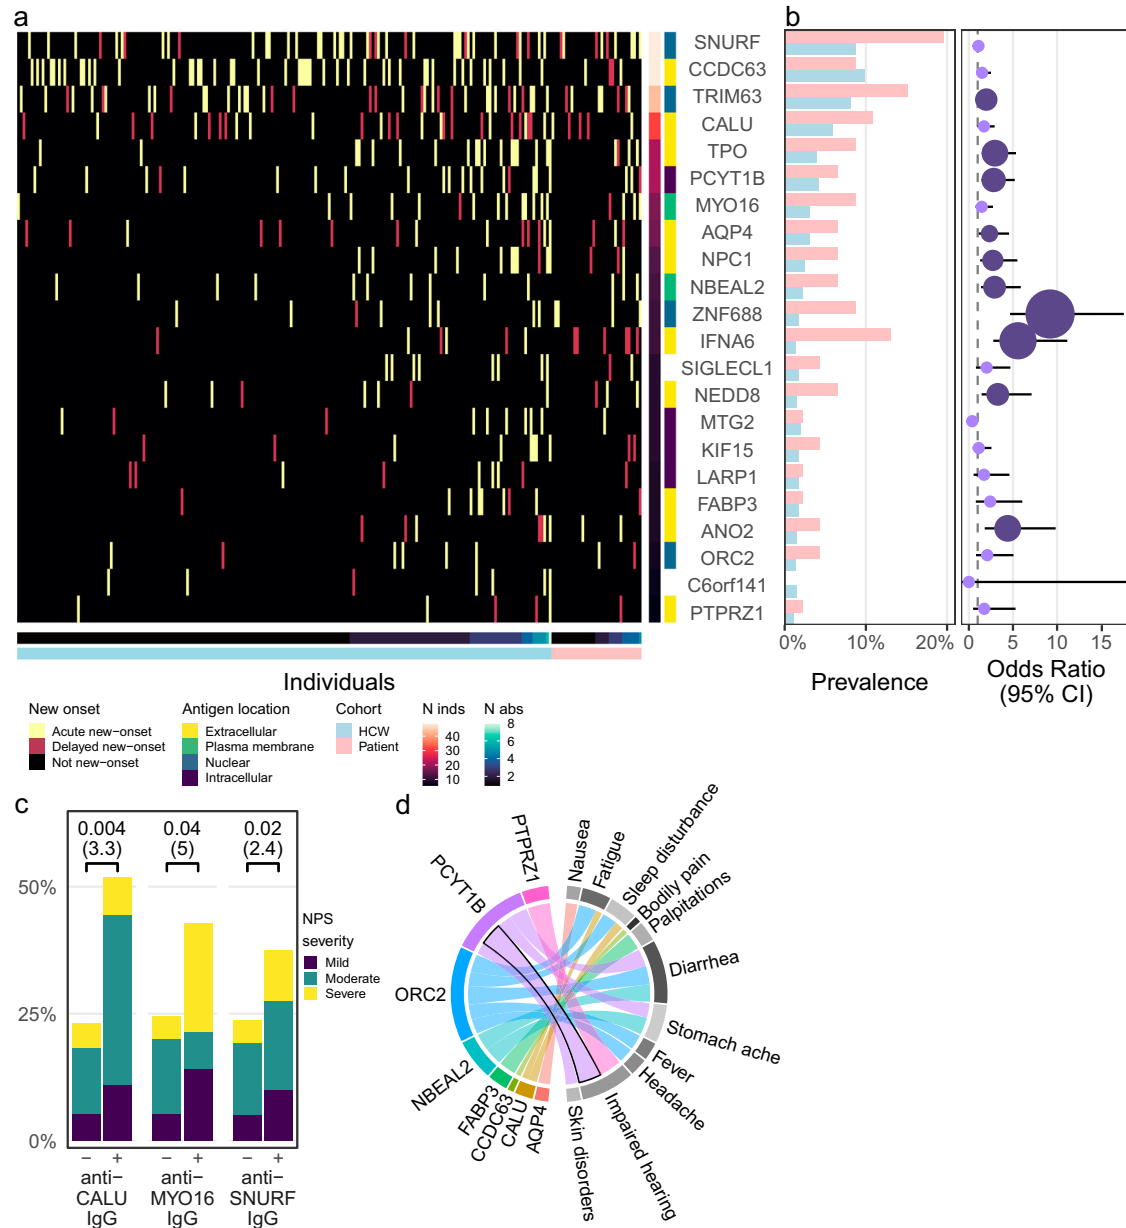 a
b
SNURF
CCDC63
TRIM63
CALU
TPO
PCYT1B
MYO16
AQP4
NPC1
NBEAL2
ZNF688
IFNA6
SIGLECL1
NEDD8
MTG2
KIF15
LARP1
FABP3
ANO2
ORC2
C6orf141
PTPRZ1
0% 10% 20%
Prevalence
0 5 10 15
Odds Ratio
(95% CI)
Individuals
New onset
Acute new−onset
Delayed new−onset
Not new−onset
Antigen location
Extracellular
Plasma membrane
Nuclear
Intracellular
Cohort
HCW
Patient
N inds
40
30
20
10
N abs
8
6
4
2
c
0.004
(3.3)
0.04
(5)
0.02
(2.4)
50%
25%
0%
− + − + − +
anti−
CALU
IgG
anti−
MYO16
IgG
anti−
SNURF
IgG
NPS
severity
Mild
Moderate
Severe
d
PTPRZ1
PCYT1B
ORC2
NBEAL2
FABP3
CCDC63
CALU
AQP4
Nausea
Fatigue
Sleep disturbance
Bodily pain
Palpitations
Diarrhea
Stomach ache
Fever
Headache
Impaired hearing
Skin disorders